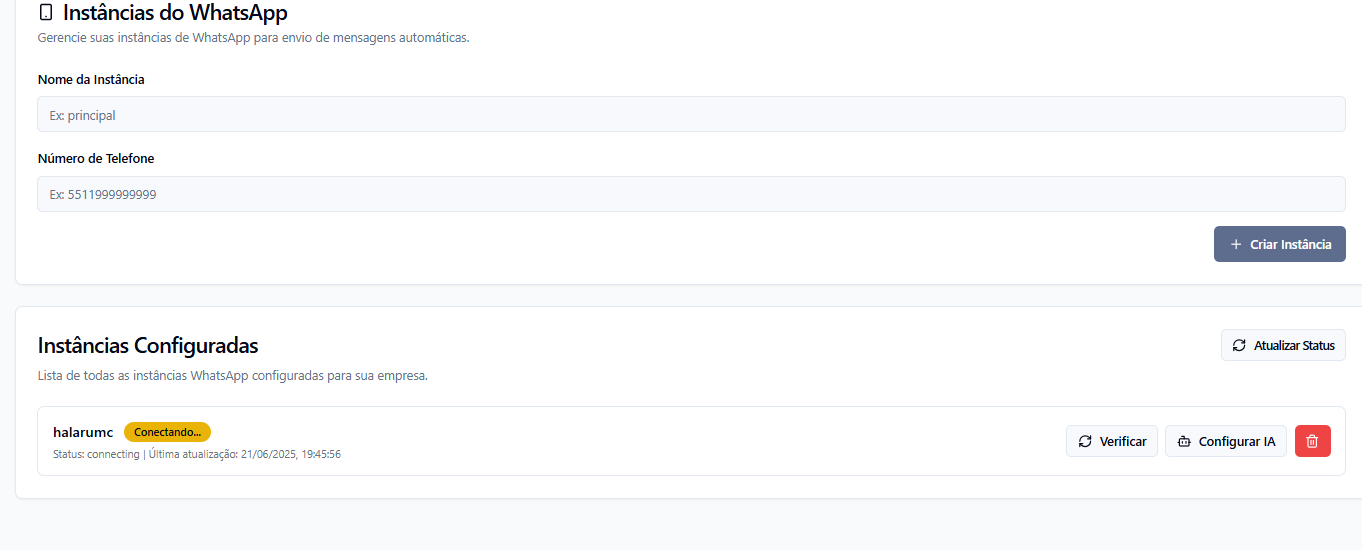 Instâncias do WhatsApp
Gerencie suas instâncias de WhatsApp para envio de mensagens automáticas.
Nome da Instância
Ex: principal
Número de Telefone
Ex: 5511999999999
Criar Instância
Instâncias Configuradas
Atualizar Status
Lista de todas as instâncias WhatsApp configuradas para sua empresa.
halarumc Conectando...
Status: connecting | Última atualização: 21/06/2025, 19:45:56
Verificar
Configurar IA